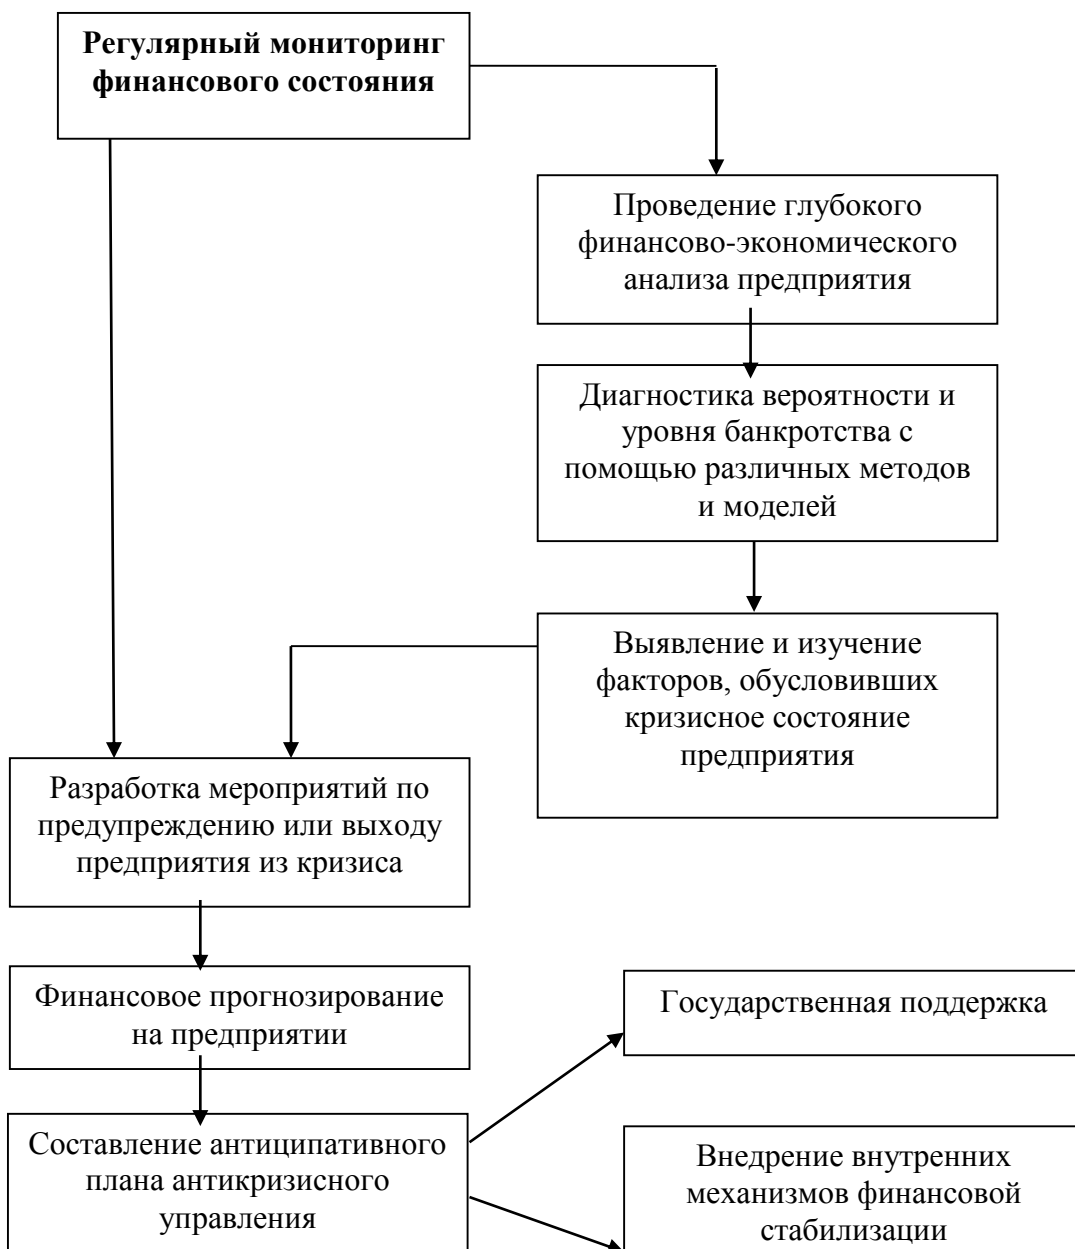 Регулярный мониторинг
финансового состояния
Проведение глубокого
финансово-экономического
анализа предприятия
Диагностика вероятности и
уровня банкротства с
помощью различных методов
и моделей
Выявление и изучение
факторов, обусловивших
кризисное состояние
предприятия
Разработка мероприятий по
предупреждению или выходу
предприятия из кризиса
Финансовое прогнозирование
на предприятии
Государственная поддержка
Составление антиципативного
плана антикризисного
управления
Внедрение внутренних
механизмов финансовой
стабилизации